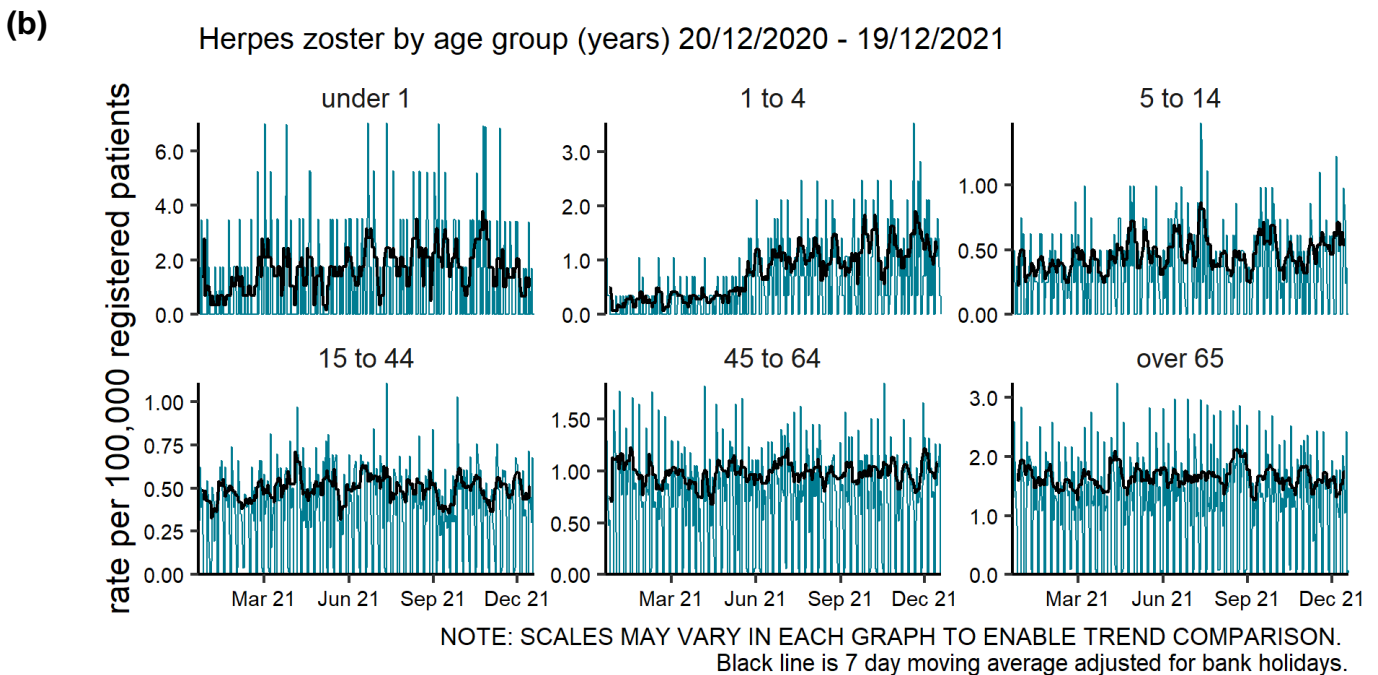 (b)
Herpes zoster by age group (years) 20/12/2020 - 19/12/2021
rate per 100,000 registered patients
under 1
1 to 4
5 to 14
6.0
4.0
2.0
0.0
3.0
2.0
1.0
0.0
1.00
0.50
0.00
15 to 44
45 to 64
over 65
1.00
0.75
0.50
0.25
0.00
1.50
1.00
0.50
0.00
3.0
2.0
1.0
0.0
Mar 21 Jun 21 Sep 21 Dec 21
Mar 21 Jun 21 Sep 21 Dec 21
Mar 21 Jun 21 Sep 21 Dec 21
NOTE: SCALES MAY VARY IN EACH GRAPH TO ENABLE TREND COMPARISON.
Black line is 7 day moving average adjusted for bank holidays.